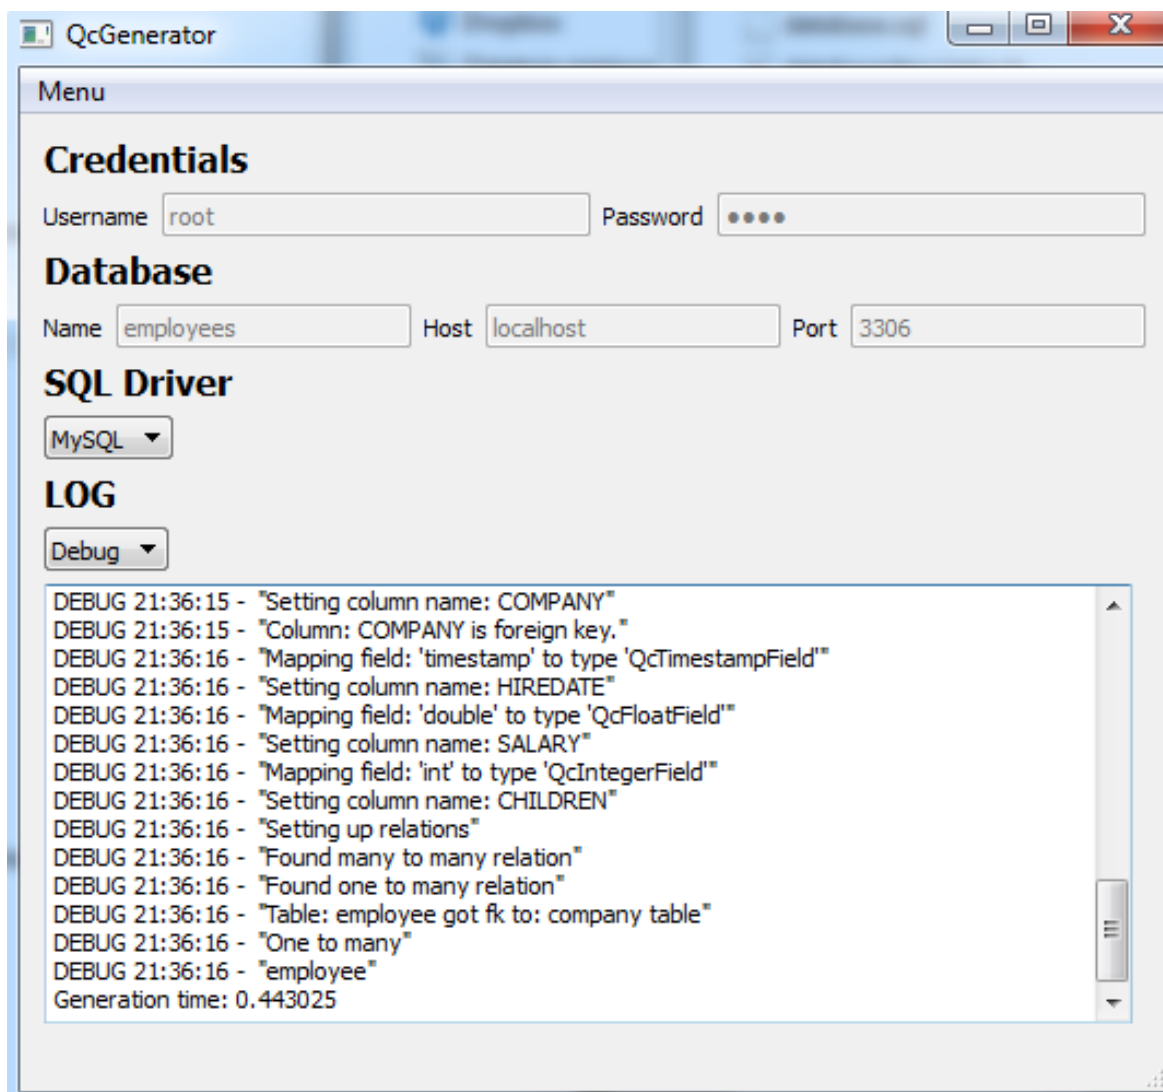 QcGenerator
Menu
Credentials
Username root Password ●●●●
Database
Name employees Host localhost Port 3306
SQL Driver
MySQL
LOG
Debug
DEBUG 21:36:15 - "Setting column name: COMPANY"
DEBUG 21:36:15 - "Column: COMPANY is foreign key."
DEBUG 21:36:16 - "Mapping field: 'timestamp' to type 'QcTimestampField'"
DEBUG 21:36:16 - "Setting column name: HIREDATE"
DEBUG 21:36:16 - "Mapping field: 'double' to type 'QcFloatField'"
DEBUG 21:36:16 - "Setting column name: SALARY"
DEBUG 21:36:16 - "Mapping field: 'int' to type 'QcIntegerField'"
DEBUG 21:36:16 - "Setting column name: CHILDREN"
DEBUG 21:36:16 - "Setting up relations"
DEBUG 21:36:16 - "Found many to many relation"
DEBUG 21:36:16 - "Found one to many relation"
DEBUG 21:36:16 - "Table: employee got fk to: company table"
DEBUG 21:36:16 - "One to many"
DEBUG 21:36:16 - "employee"
Generation time: 0.443025